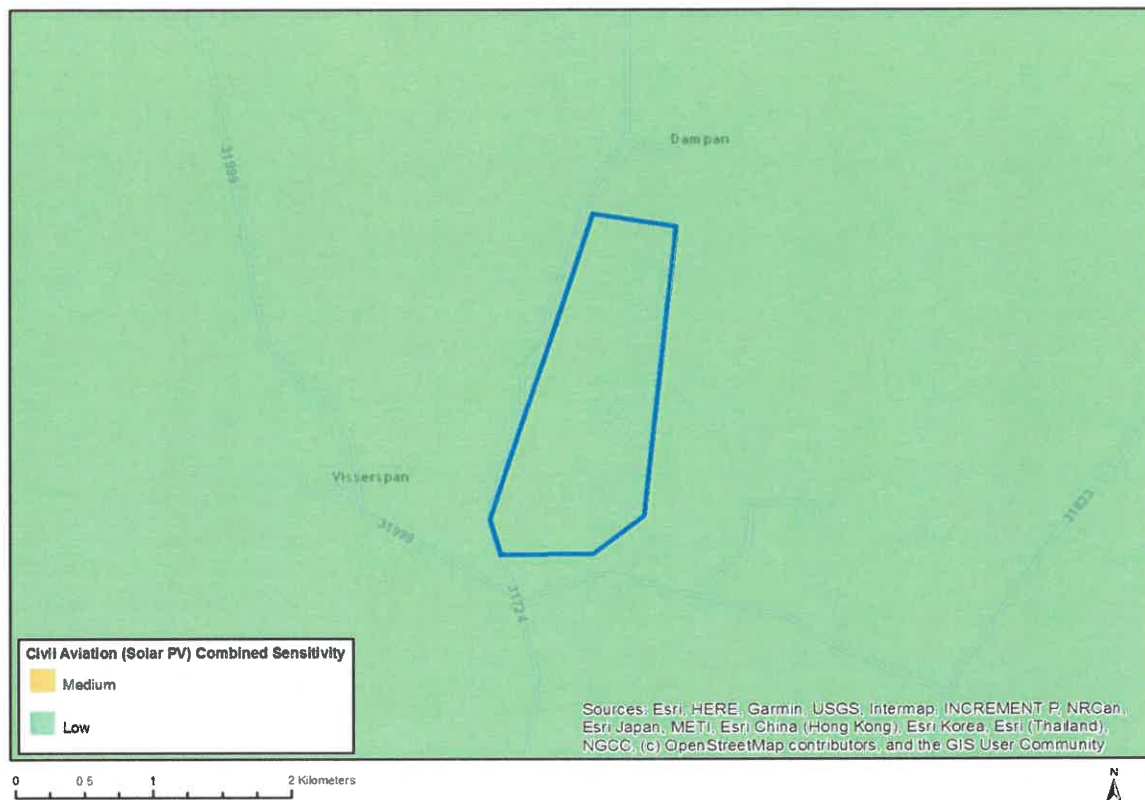 Dampan
31999
Visserspan
31999
31823
31724
Civil Aviation (Solar PV) Combined Sensitivity
Medium
Low
Sources: Esri, HERE, Garmin, USGS, Intermap, INCREMENT P, NRCan,
Esri Japan, METI, Esri China (Hong Kong), Esri Korea, Esri (Thailand),
NGCC, (c) OpenStreetMap contributors, and the GIS User Community
0 0.5 1 2 Kilometers
N